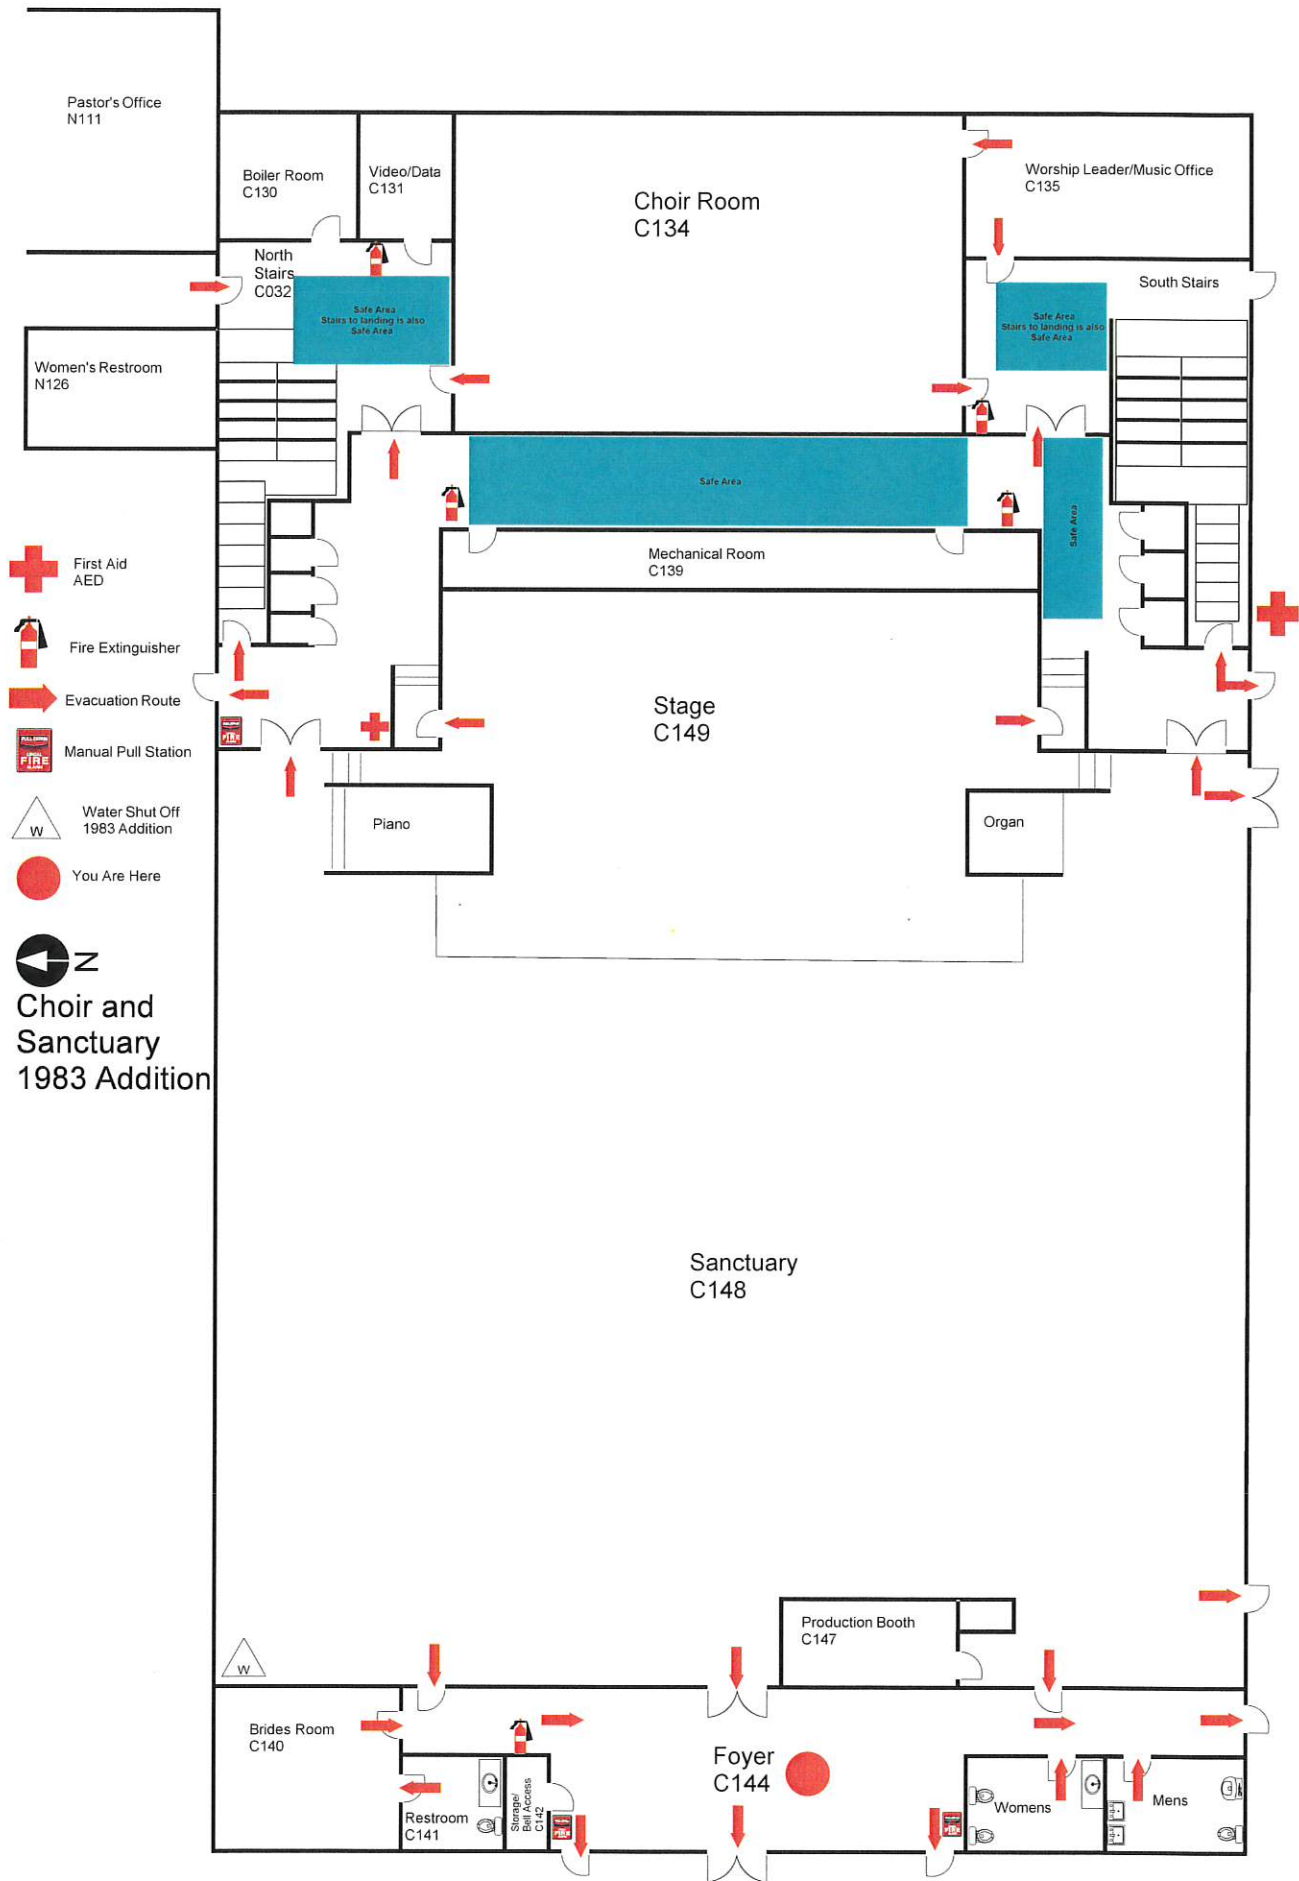 Pastor's Office
N111
Boiler Room
C130
Video/Data
C131
Choir Room
C134
Worship Leader/Music Office
C135
North
Stairs
C032
Safe Area
Stairs to landing is also
Safe Area
South Stairs
Safe Area
Stairs to landing is also
Safe Area
Women's Restroom
N126
Safe Area
Safe Area
Mechanical Room
C139
First Aid
AED
Fire Extinguisher
Evacuation Route
Stage
C149
FIRE
FIRE
Manual Pull Station
W
Water Shut Off
1983 Addition
Piano
Organ
You Are Here
N
Choir and
Sanctuary
1983 Addition
Sanctuary
C148
Production Booth
C147
W
Brides Room
C140
Foyer
C144
Restroom
C141
Storage/
Bell Access
C142
Womens
Mens
FIRE
FIRE